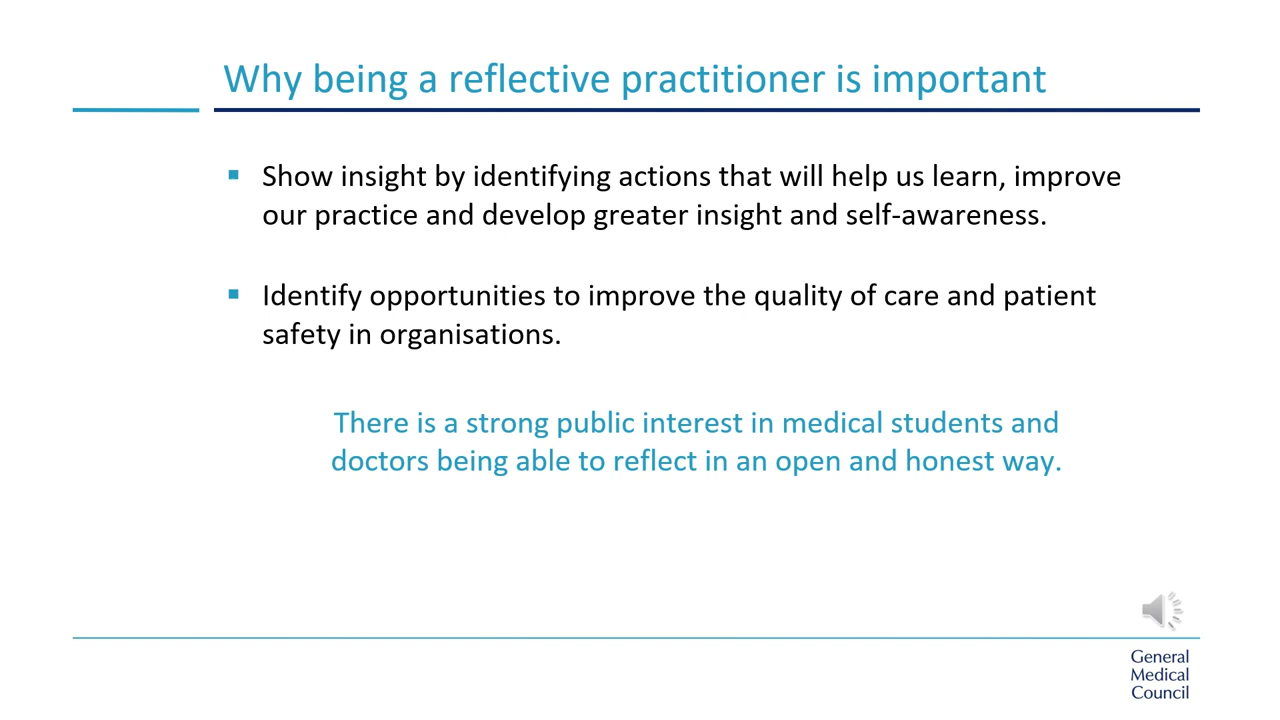 Why being a reflective practitioner is important
▪ Show insight by identifying actions that will help us learn, improve
our practice and develop greater insight and self-awareness.
▪ Identify opportunities to improve the quality of care and patient
safety in organisations.
There is a strong public interest in medical students and
doctors being able to reflect in an open and honest way.
General
Medical
Council